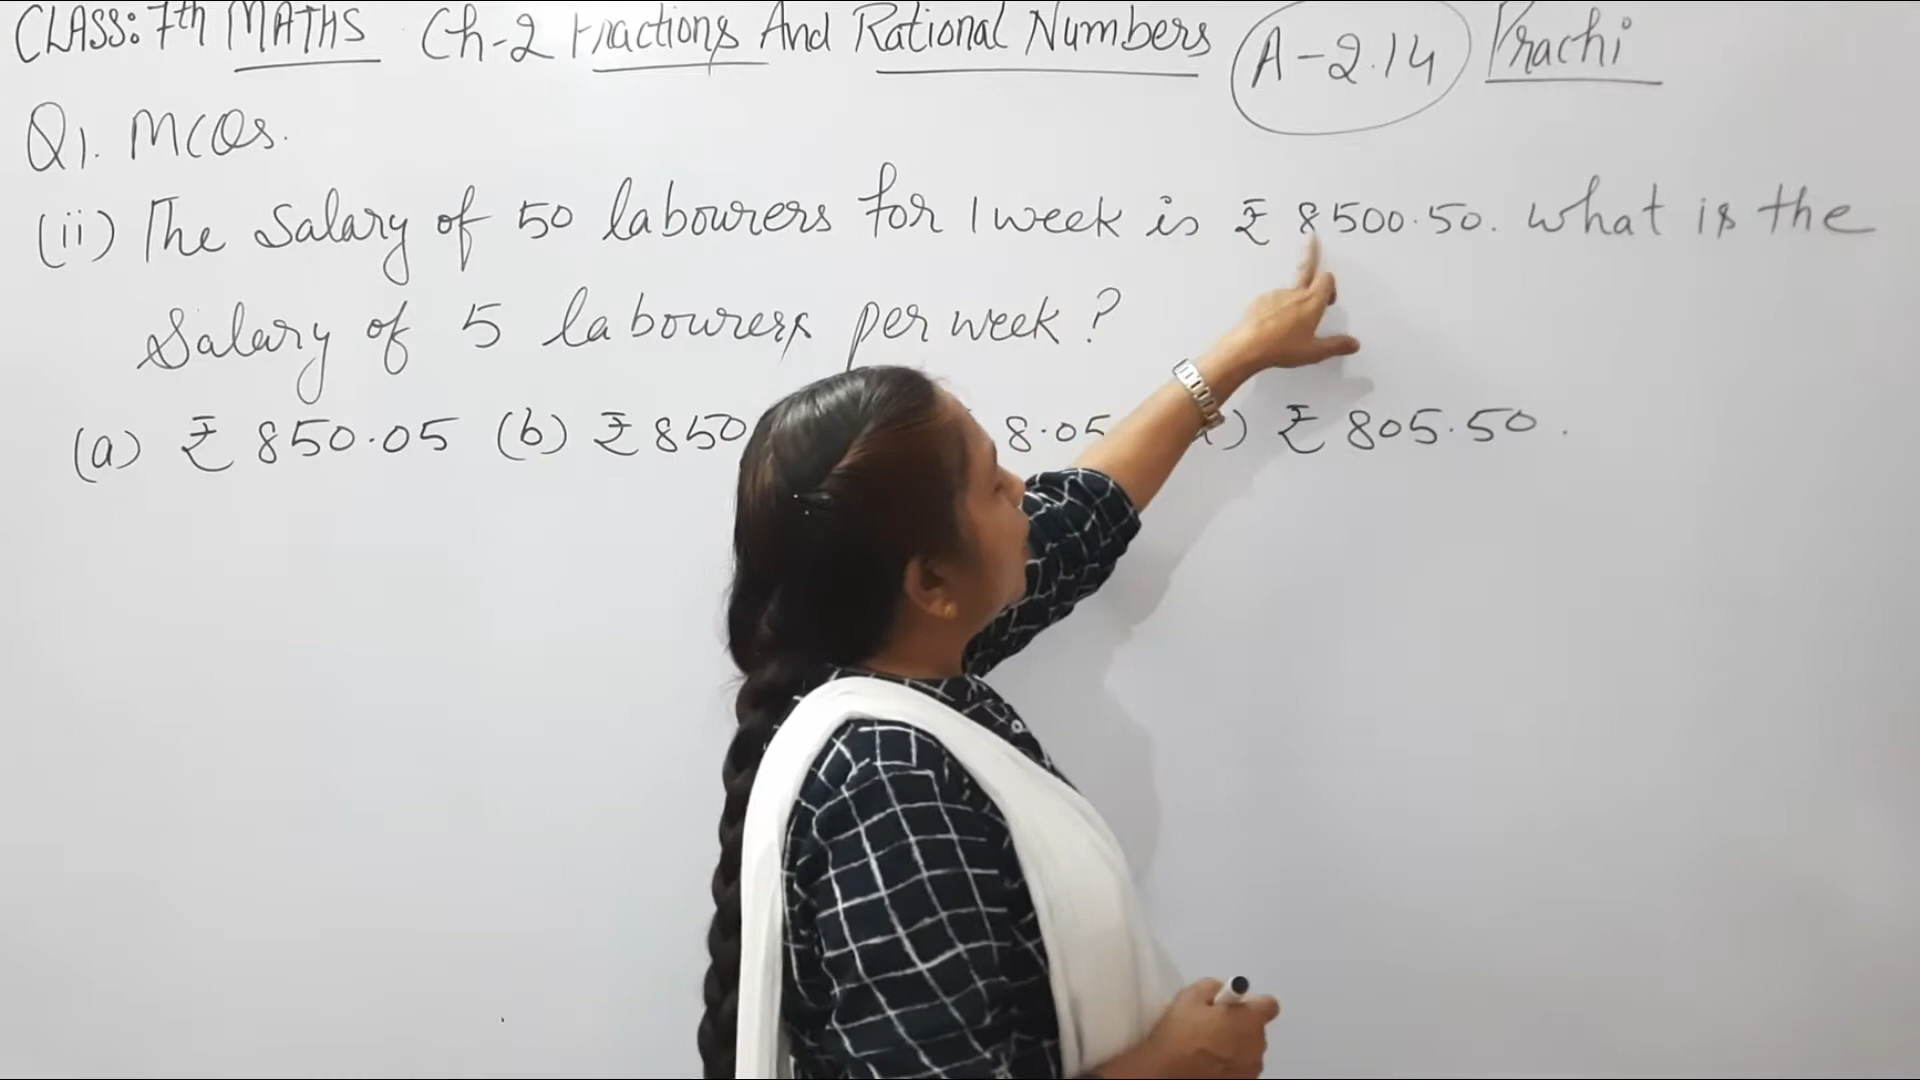 CLASS: 7th MATHS Ch-2 Fractions And Rational Numbers A-2.14 Prachi
Q1. MCQs.
(ii) The Salary of 50 labourers for 1 week is ₹ 8500.50. what is the
Salary of 5 labourers per week?
(a) ₹ 850.05 (b) ₹ 850 8.05 ) ₹ 805.50.